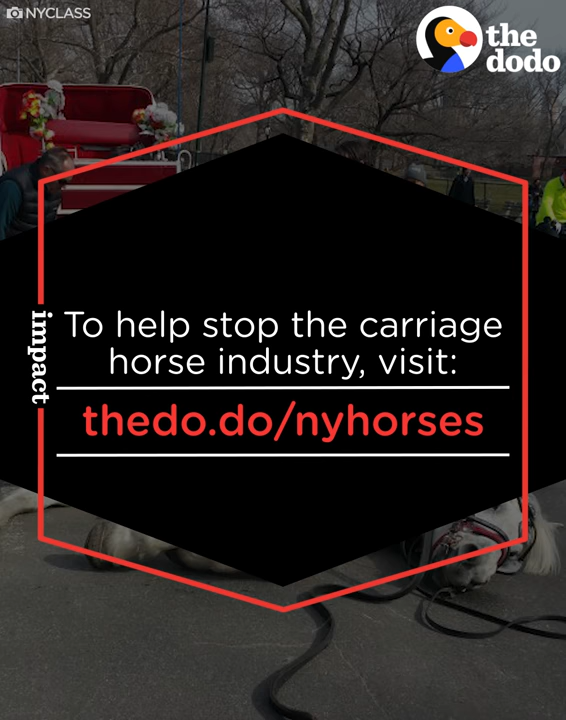 NYCLASS
the
dodo
impact
To help stop the carriage
horse industry, visit:
thedo.do/nyhorses